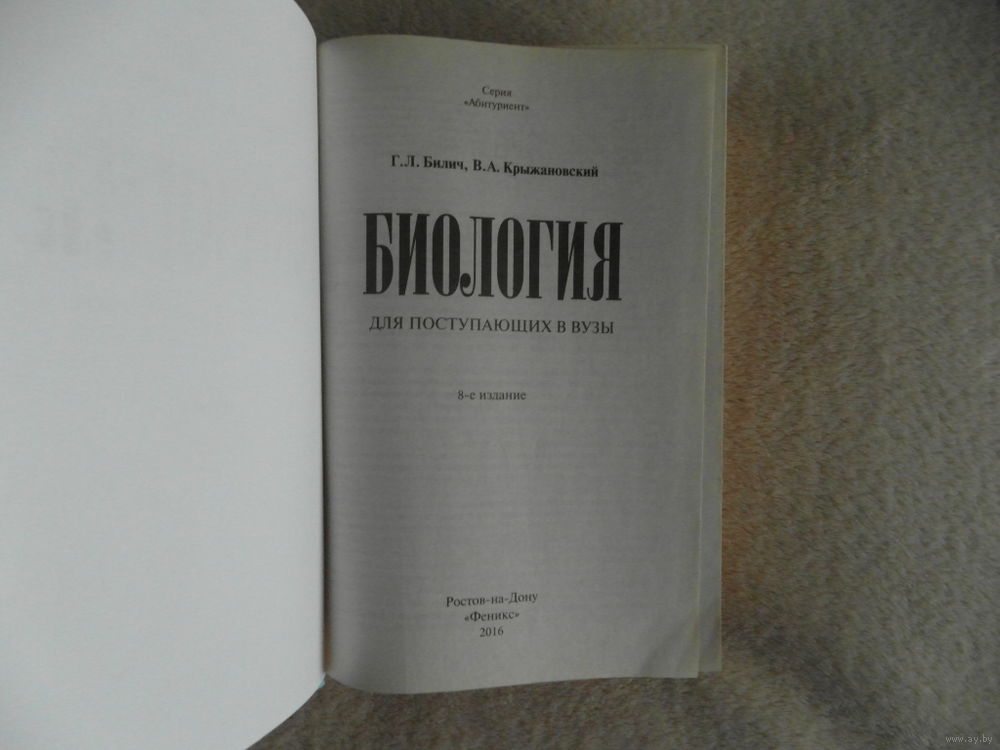 Серия
«Абитуриент»
Г.Л. Билич, В.А. Крыжановский
БИОЛОГИЯ
ДЛЯ ПОСТУПАЮЩИХ В ВУЗЫ
8-е издание
Ростов-на-Дону
«Феникс»
2016
www.ay.by